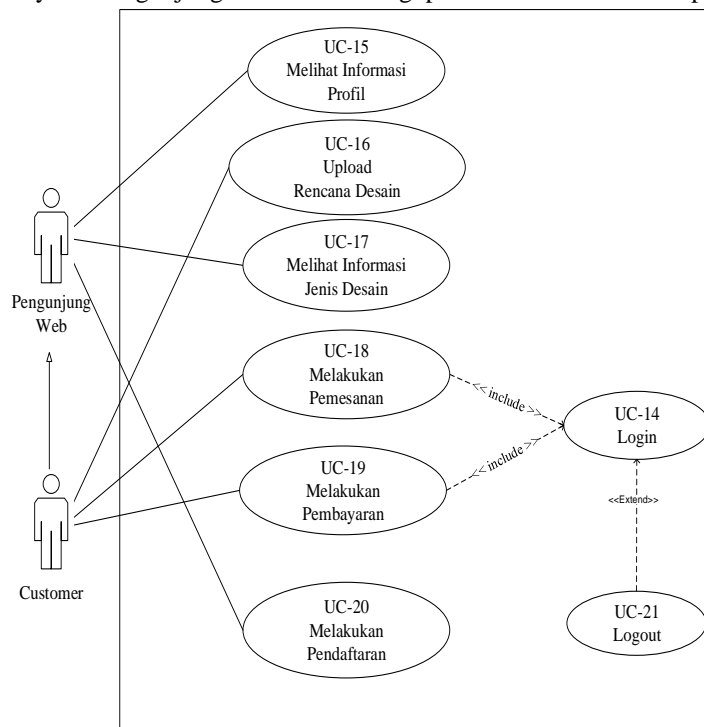 UC-15
Melihat Informasi
Profil
UC-16
Upload
Rencana Desain
UC-17
Melihat Informasi
Jenis Desain
Pengunjung
Web
UC-18
Melakukan
Pemesanan
<< include >>
UC-14
Login
<< include >>
UC-19
Melakukan
Pembayaran
<<Extend>>
Customer
UC-20
Melakukan
Pendaftaran
UC-21
Logout